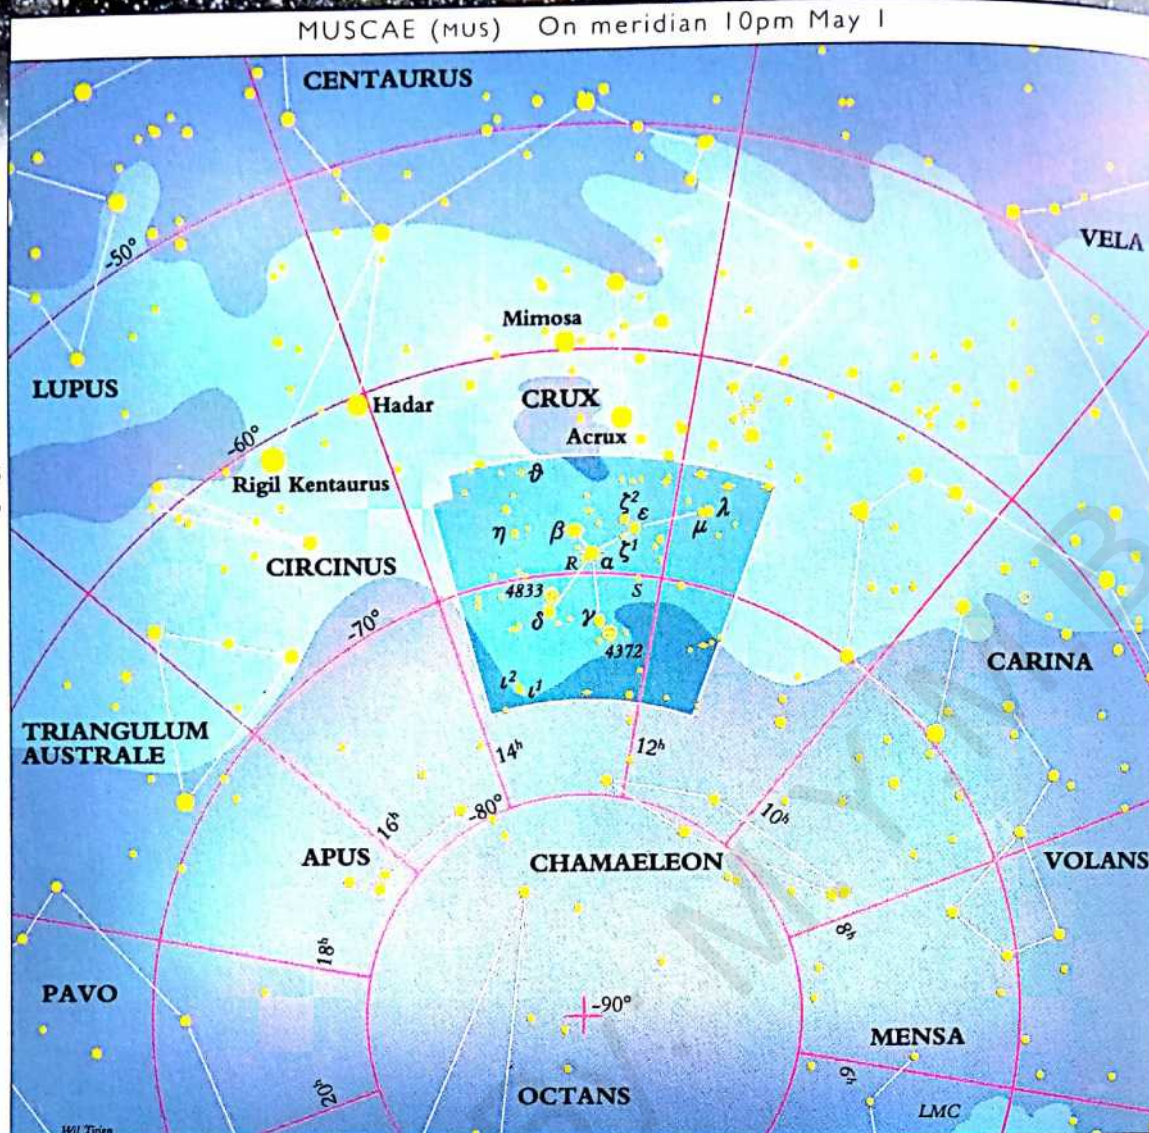 MUSCAE (MUS) On meridian 10pm May 1
CENTAURUS
VELA
-50°
Mimosa
LUPUS
CRUX
Hadar
Acrux
-60°
Rigil Kentaurus
ϑ
ζ² ε λ
η β μ
ζ¹
R α
CIRCINUS
4833 S
-70°
δ γ
4372
CARINA
ι² ι¹
TRIANGULUM
AUSTRALE
14ʰ 12ʰ
-80°
16ʰ 10ʰ
APUS
CHAMAELEON
VOLANS
18ʰ 8ʰ
PAVO
-90°
MENSA
20ʰ 6ʰ
OCTANS
LMC
Wil Tirion